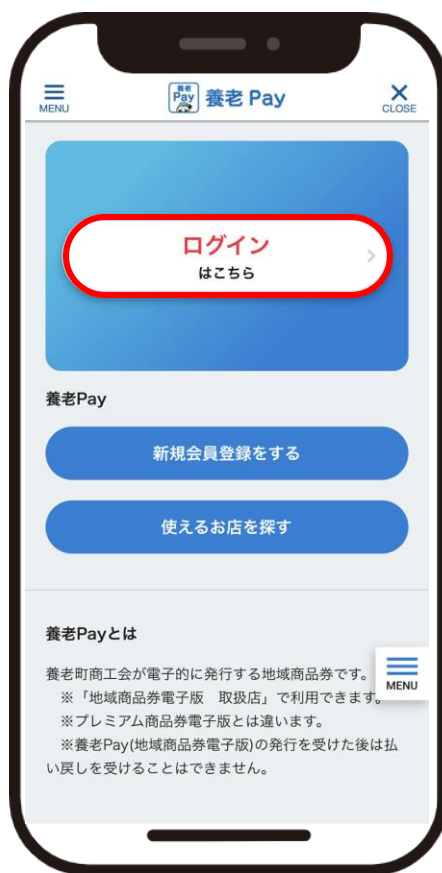 MENU
養老
Pay
養老 Pay
CLOSE
ログイン
はこちら
養老Pay
新規会員登録をする
使えるお店を探す
養老Payとは
養老町商工会が電子的に発行する地域商品券です。
※「地域商品券電子版　取扱店」で利用できます。
※プレミアム商品券電子版とは違います。
※養老Pay(地域商品券電子版)の発行を受けた後は払
い戻しを受けることはできません。
MENU